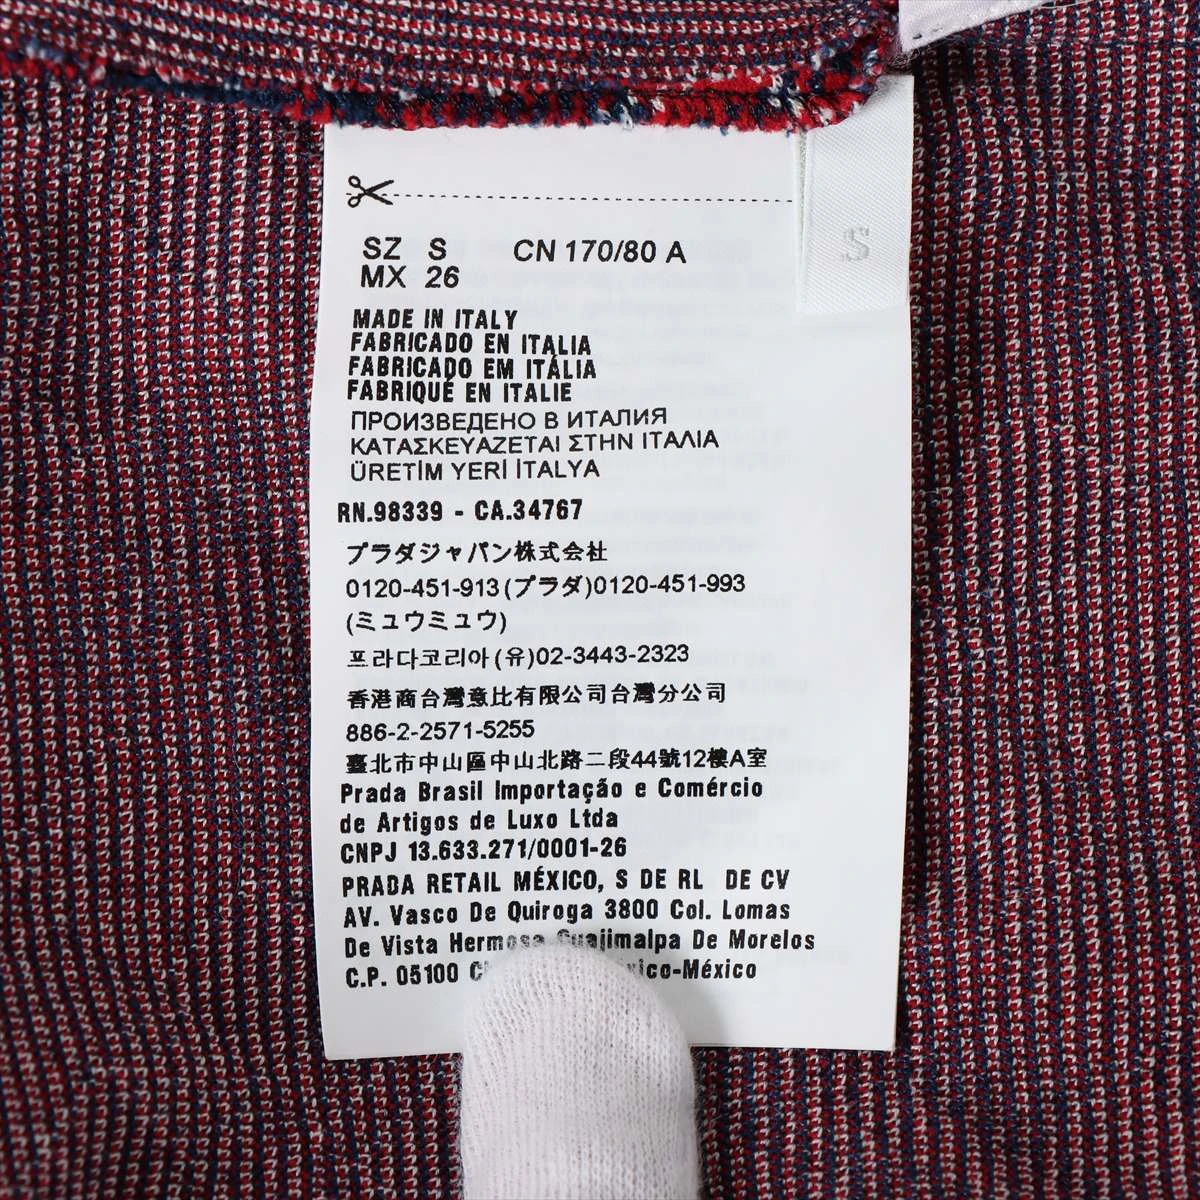 SZ S CN 170/80 A
MX 26
S
MADE IN ITALY
FABRICADO EN ITALIA
FABRICADO EM ITÁLIA
FABRIQUÉ EN ITALIE
ПРОИЗВЕДЕНО В ИТАЛИЯ
ΚΑΤΑΣΚΕΥΑΖΕΤΑΙ ΣΤΗΝ ΙΤΑΛΙΑ
ÜRETİM YERİ İTALYA
RN.98339 - CA.34767
プラダジャパン株式会社
0120-451-913(プラダ)0120-451-993
(ミュウミュウ)
프라다코리아(유)02-3443-2323
香港商台灣意比有限公司台灣分公司
886-2-2571-5255
臺北市中山區中山北路二段44號12樓A室
Prada Brasil Importação e Comércio
de Artigos de Luxo Ltda
CNPJ 13.633.271/0001-26
PRADA RETAIL MÉXICO, S DE RL DE CV
AV. Vasco De Quiroga 3800 Col. Lomas
De Vista Hermosa Cuajimalpa De Morelos
C.P. 05100